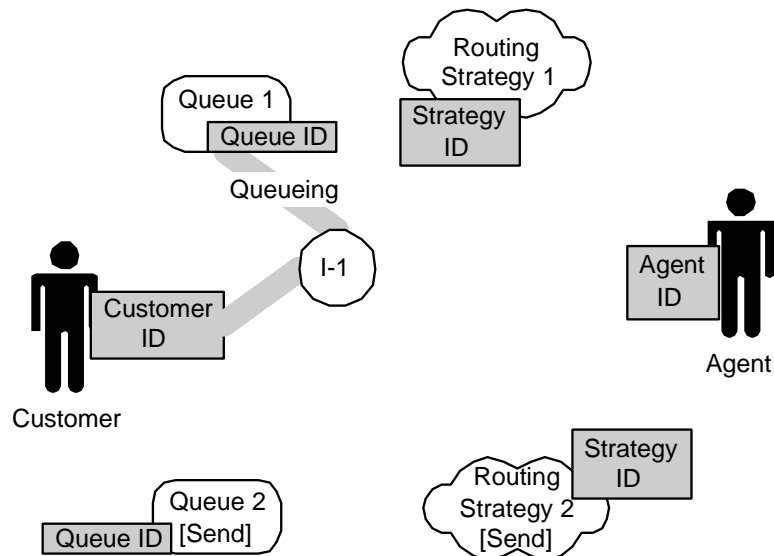 Routing
Strategy 1
Queue 1
Queue ID
Strategy
ID
Queueing
I-1
Agent
ID
Customer
ID
Agent
Customer
Strategy
ID
Routing
Strategy 2
[Send]
Queue 2
[Send]
Queue ID